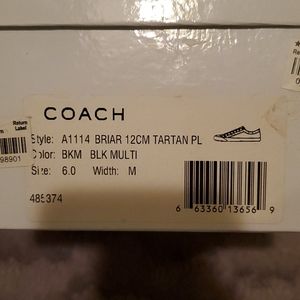 COACH
Return
Label
98901
Style: A1114 BRIAR 12CM TARTAN PL
Color: BKM BLK MULTI
Size: 6.0 Width: M
485374
6 63360 13656 9